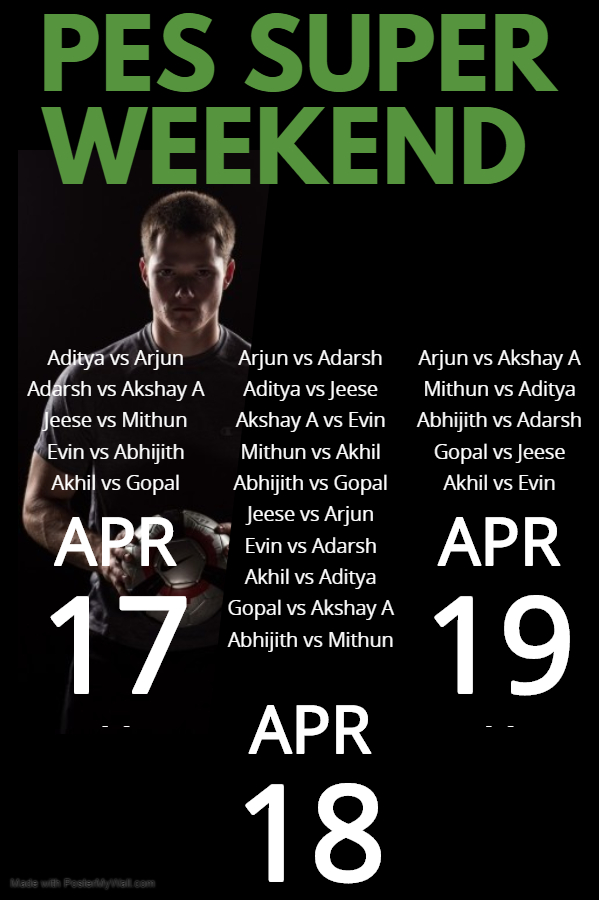 PES SUPER
WEEKEND
Aditya vs Arjun
Adarsh vs Akshay A
Jeese vs Mithun
Evin vs Abhijith
Akhil vs Gopal
APR
17
- -
Arjun vs Adarsh
Aditya vs Jeese
Akshay A vs Evin
Mithun vs Akhil
Abhijith vs Gopal
Jeese vs Arjun
Evin vs Adarsh
Akhil vs Aditya
Gopal vs Akshay A
Abhijith vs Mithun
APR
18
Arjun vs Akshay A
Mithun vs Aditya
Abhijith vs Adarsh
Gopal vs Jeese
Akhil vs Evin
APR
19
- -
Made with PosterMyWall.com